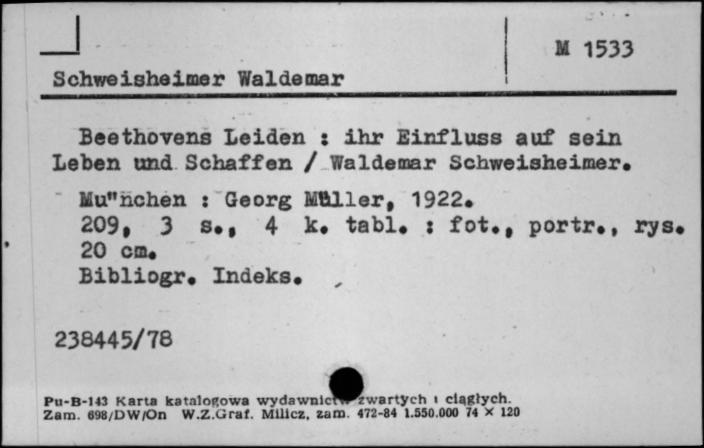 M 1533
Schweisheimer Waldemar
Beethovens Leiden : ihr Einfluss auf sein
Leben und Schaffen / Waldemar Schweisheimer.
Mu"nchen : Georg Müller, 1922.
209, 3 s., 4 k. tabl. : fot., portr., rys.
20 cm.
Bibliogr. Indeks.
238445/78
Pu-B-143 Karta katalogowa wydawnictw zwartych i ciągłych.
Zam. 698/DW/On W.Z.Graf. Milicz, zam. 472-84 1.550.000 74 × 120